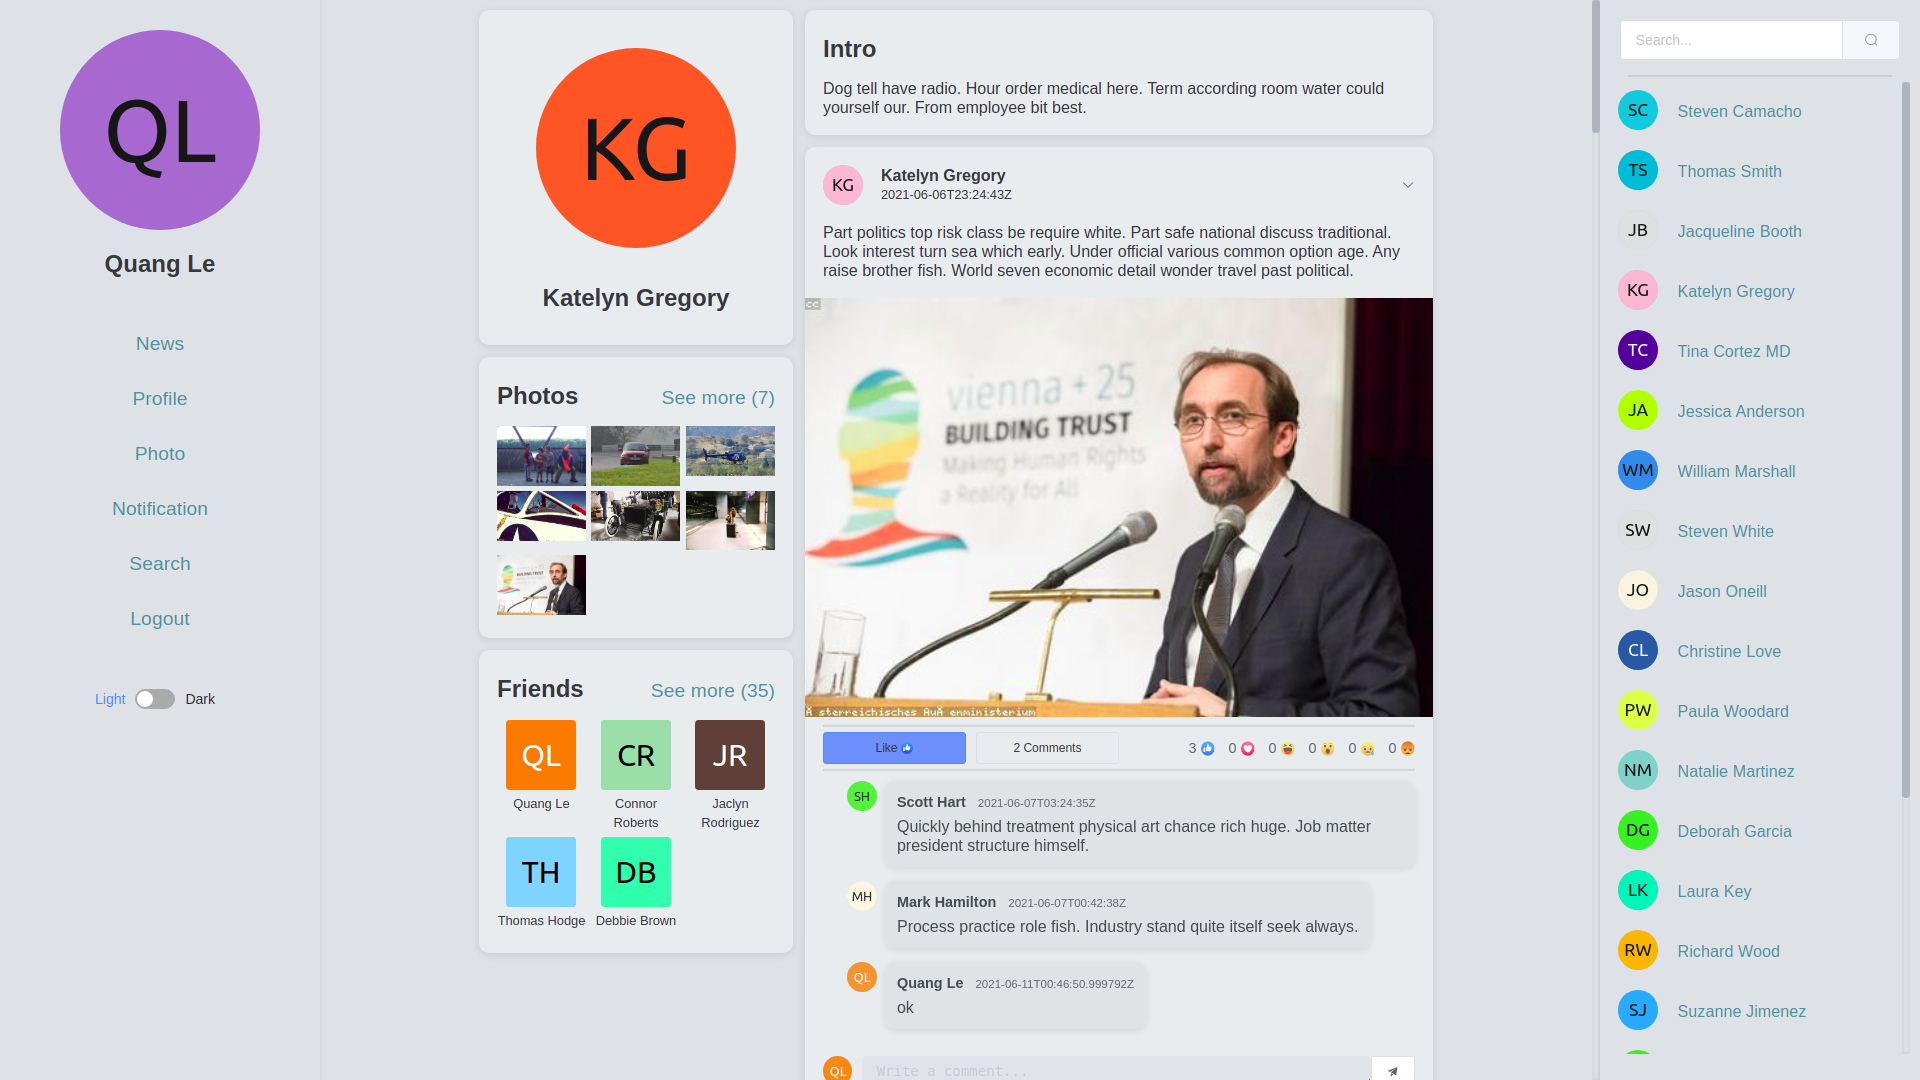 QL
Quang Le
News
Profile
Photo
Notification
Search
Logout
Light
Dark
KG
Katelyn Gregory
Photos
See more (7)
Friends
See more (35)
QL
CR
JR
Quang Le
Connor Roberts
Jaclyn Rodriguez
TH
DB
Thomas Hodge
Debbie Brown
Intro
Dog tell have radio. Hour order medical here. Term according room water could
yourself our. From employee bit best.
KG
Katelyn Gregory
2021-06-06T23:24:43Z
Part politics top risk class be require white. Part safe national discuss traditional.
Look interest turn sea which early. Under official various common option age. Any
raise brother fish. World seven economic detail wonder travel past political.
cc
vienna + 25
BUILDING TRUST
Making Human Rights
a Reality for All
Ä sterreichisches AuÄ enministerium
Like
2 Comments
3
0
0
0
0
0
SH
Scott Hart 2021-06-07T03:24:35Z
Quickly behind treatment physical art chance rich huge. Job matter
president structure himself.
MH
Mark Hamilton 2021-06-07T00:42:38Z
Process practice role fish. Industry stand quite itself seek always.
QL
Quang Le 2021-06-11T00:46:50.999792Z
ok
QL
Write a comment...
Search...
SC
Steven Camacho
TS
Thomas Smith
JB
Jacqueline Booth
KG
Katelyn Gregory
TC
Tina Cortez MD
JA
Jessica Anderson
WM
William Marshall
SW
Steven White
JO
Jason Oneill
CL
Christine Love
PW
Paula Woodard
NM
Natalie Martinez
DG
Deborah Garcia
LK
Laura Key
RW
Richard Wood
SJ
Suzanne Jimenez